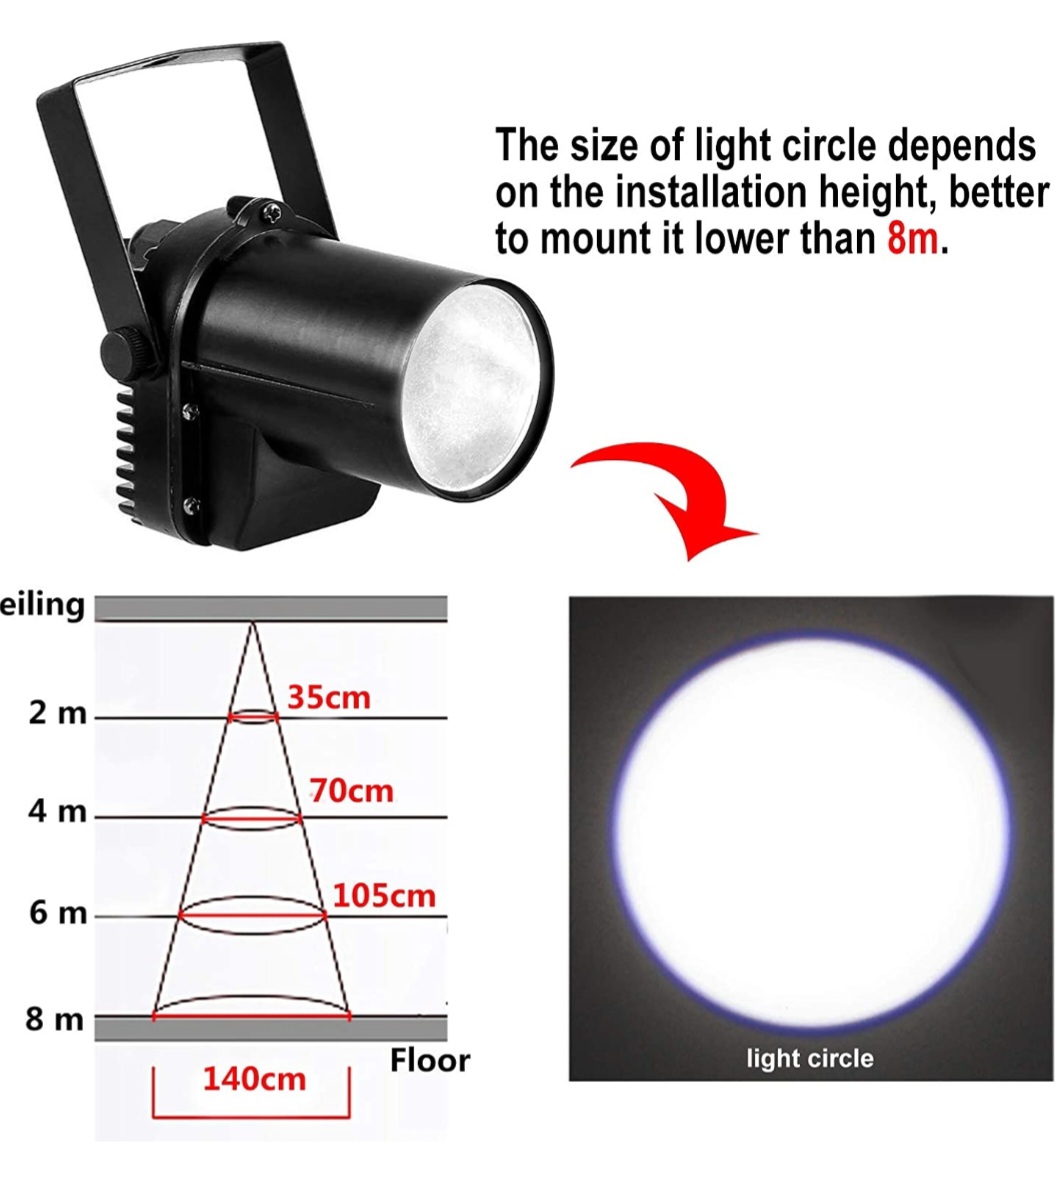 The size of light circle depends
on the installation height, better
to mount it lower than 8m.
eiling
35cm
2 m
70cm
4 m
105cm
6 m
8 m
Floor
140cm
light circle